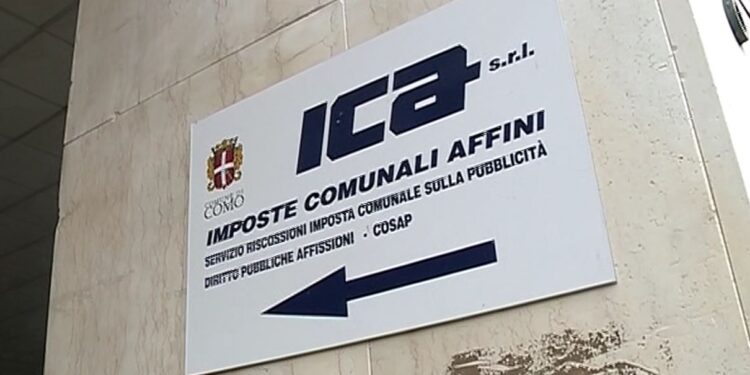 ICA s.r.l.
COMUNE DI
COMO
IMPOSTE COMUNALI AFFINI
SERVIZIO RISCOSSIONI IMPOSTA COMUNALE SULLA PUBBLICITÀ
DIRITTO PUBBLICHE AFFISSIONI - COSAP